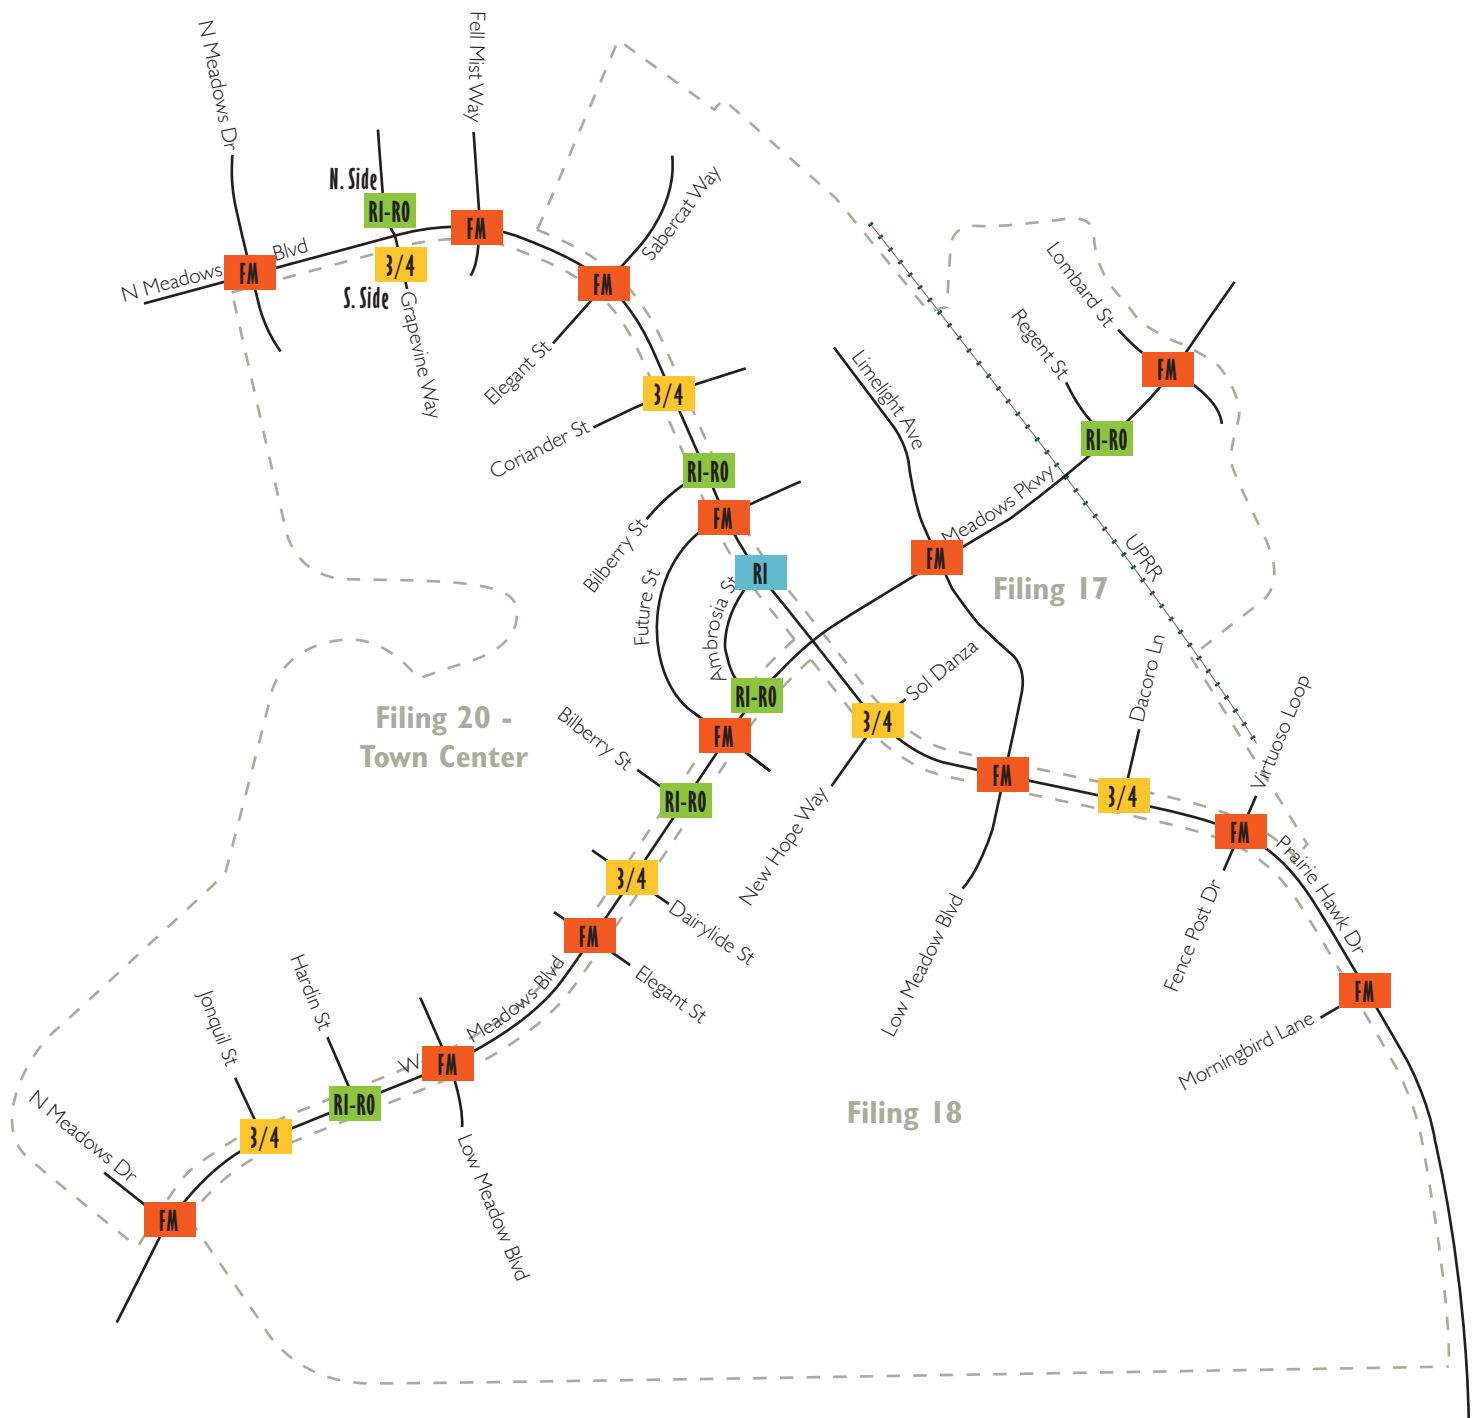 N Meadows Dr
Fell Mist Way
N. Side
RI-RO
FM
Sabercat Way
N Meadows
Blvd
FM
3/4
S. Side
Grapevine Way
FM
Elegant St
Lombard St
FM
Regent St
Limelight Ave
3/4
Coriander St
RI-RO
RI-RO
Meadows Pkwy
Bilberry St
FM
FM
UPRR
RI
Filing 17
Future St
Ambrosia St
Sol Danza
Dacoro Ln
RI-RO
Virtuoso Loop
Filing 20 -
Town Center
Bilberry St
FM
3/4
FM
RI-RO
3/4
New Hope Way
FM
Prairie Hawk Dr
3/4
Dairylide St
Fence Post Dr
Low Meadow Blvd
FM
Elegant St
FM
Morningbird Lane
Hardin St
Jonquil St
W
Meadows Blvd
FM
RI-RO
3/4
Filing 18
N Meadows Dr
Low Meadow Blvd
FM